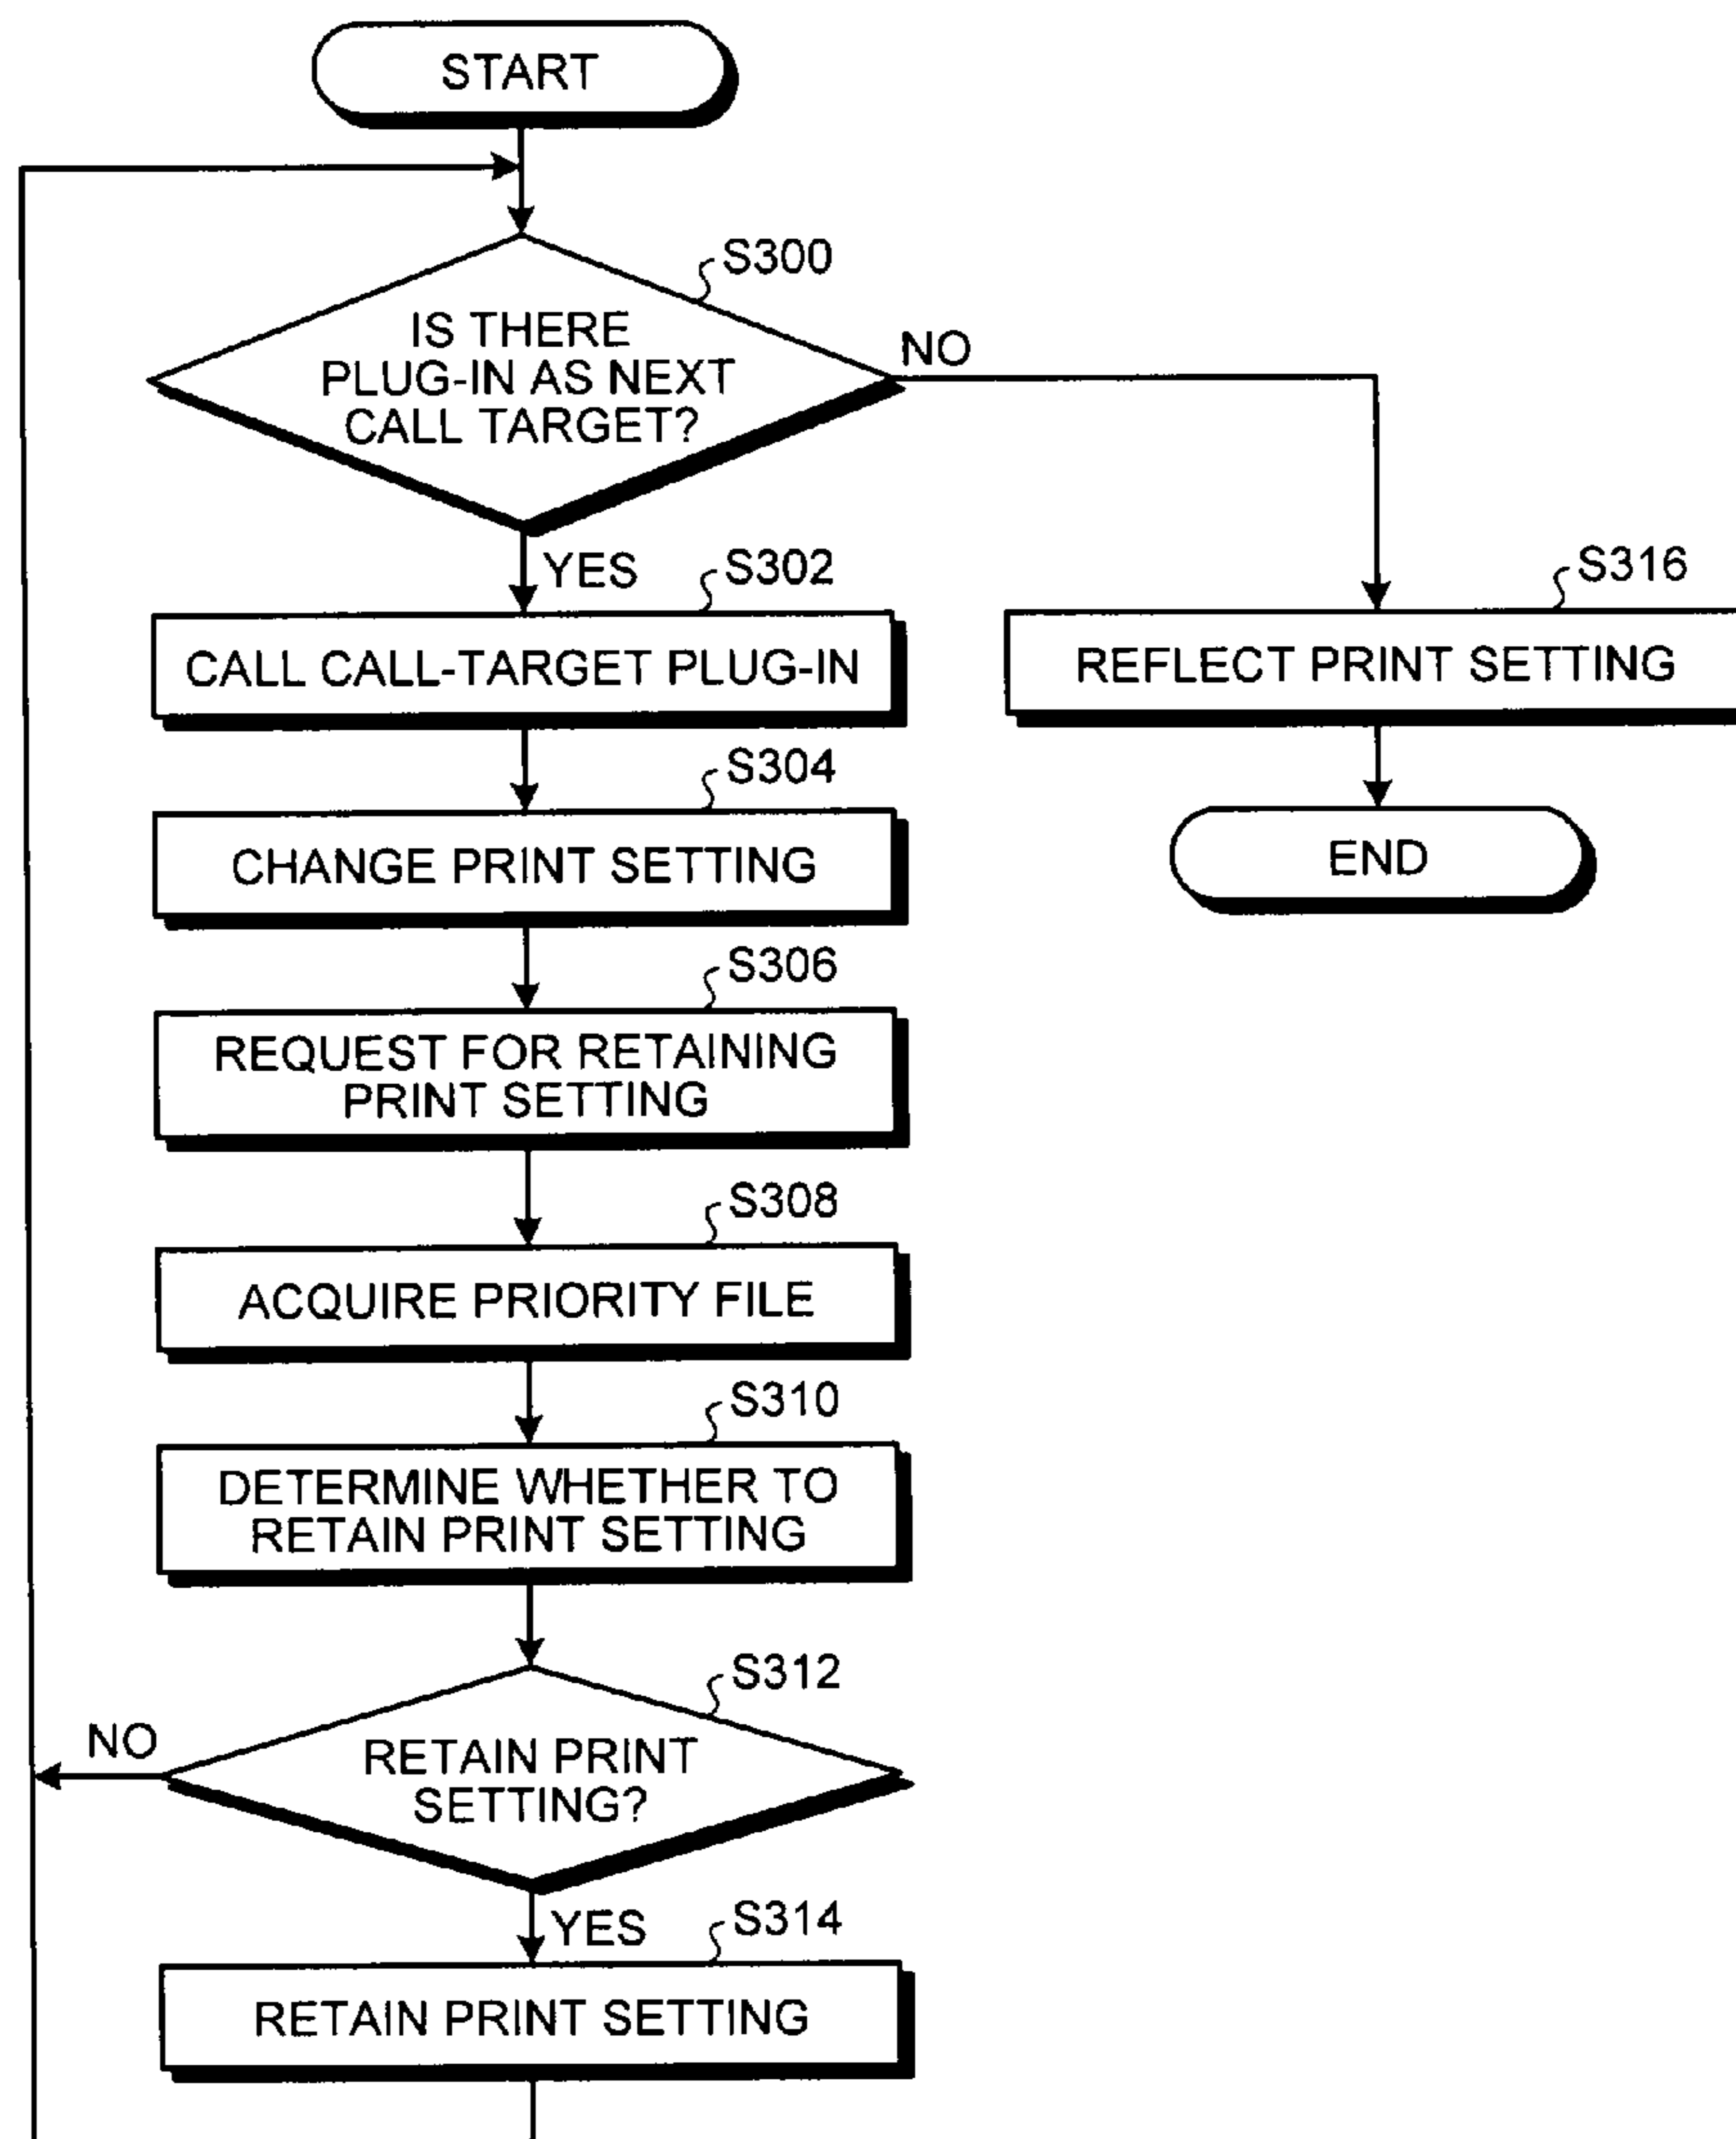 START
S300
IS THERE
PLUG-IN AS NEXT
CALL TARGET?
NO
YES
S302
CALL CALL-TARGET PLUG-IN
S304
CHANGE PRINT SETTING
S306
REQUEST FOR RETAINING
PRINT SETTING
S308
ACQUIRE PRIORITY FILE
S310
DETERMINE WHETHER TO
RETAIN PRINT SETTING
S312
RETAIN PRINT
SETTING?
NO
YES
S314
RETAIN PRINT SETTING
S316
REFLECT PRINT SETTING
END